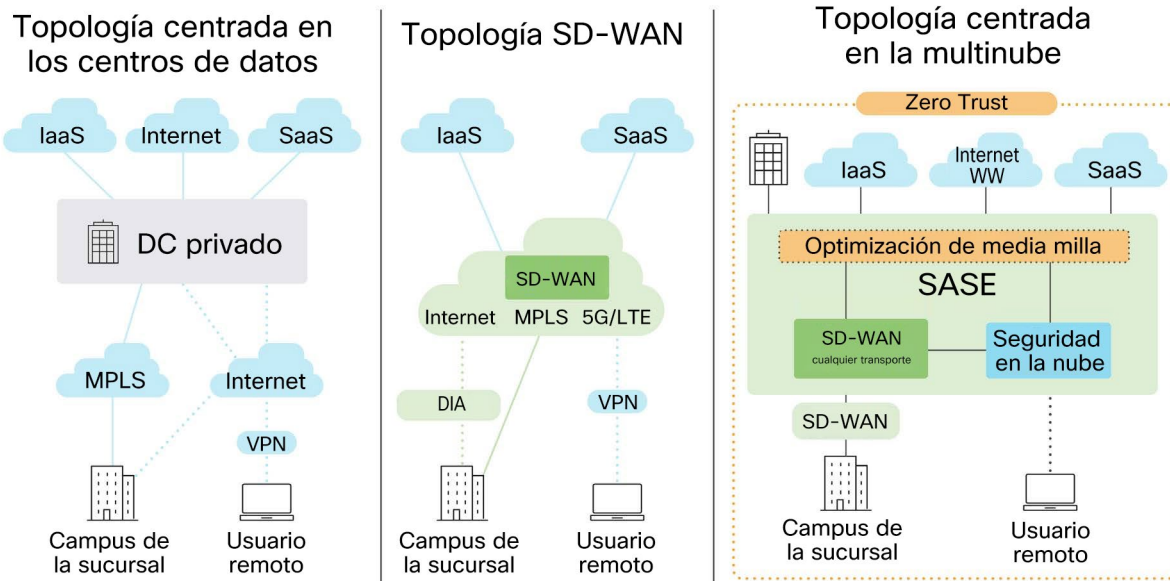 Topología centrada en
los centros de datos
IaaS
Internet
SaaS
DC privado
MPLS
Internet
VPN
Campus de
la sucursal
Usuario
remoto
Topología SD-WAN
IaaS
SaaS
SD-WAN
Internet
MPLS
5G/LTE
DIA
VPN
Campus de
la sucursal
Usuario
remoto
Topología centrada
en la multinube
Zero Trust
IaaS
Internet
WW
SaaS
Optimización de media milla
SASE
SD-WAN
cualquier transporte
Seguridad
en la nube
SD-WAN
Campus de
la sucursal
Usuario
remoto